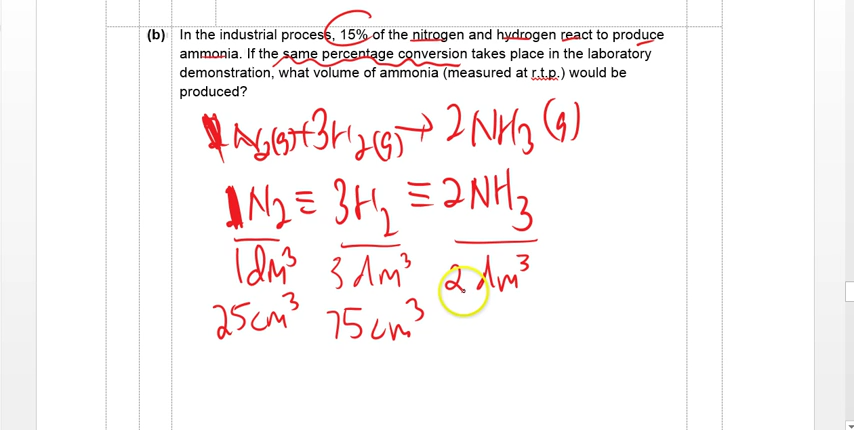 (b) In the industrial process, 15% of the nitrogen and hydrogen react to produce
ammonia. If the same percentage conversion takes place in the laboratory
demonstration, what volume of ammonia (measured at r.t.p.) would be
produced?
1N₂(g)+3H₂(g)→2NH₃(g)
1N₂≡3H₂≡2NH₃
1dm³ 3dm³ 2dm³
25cm³ 75cm³